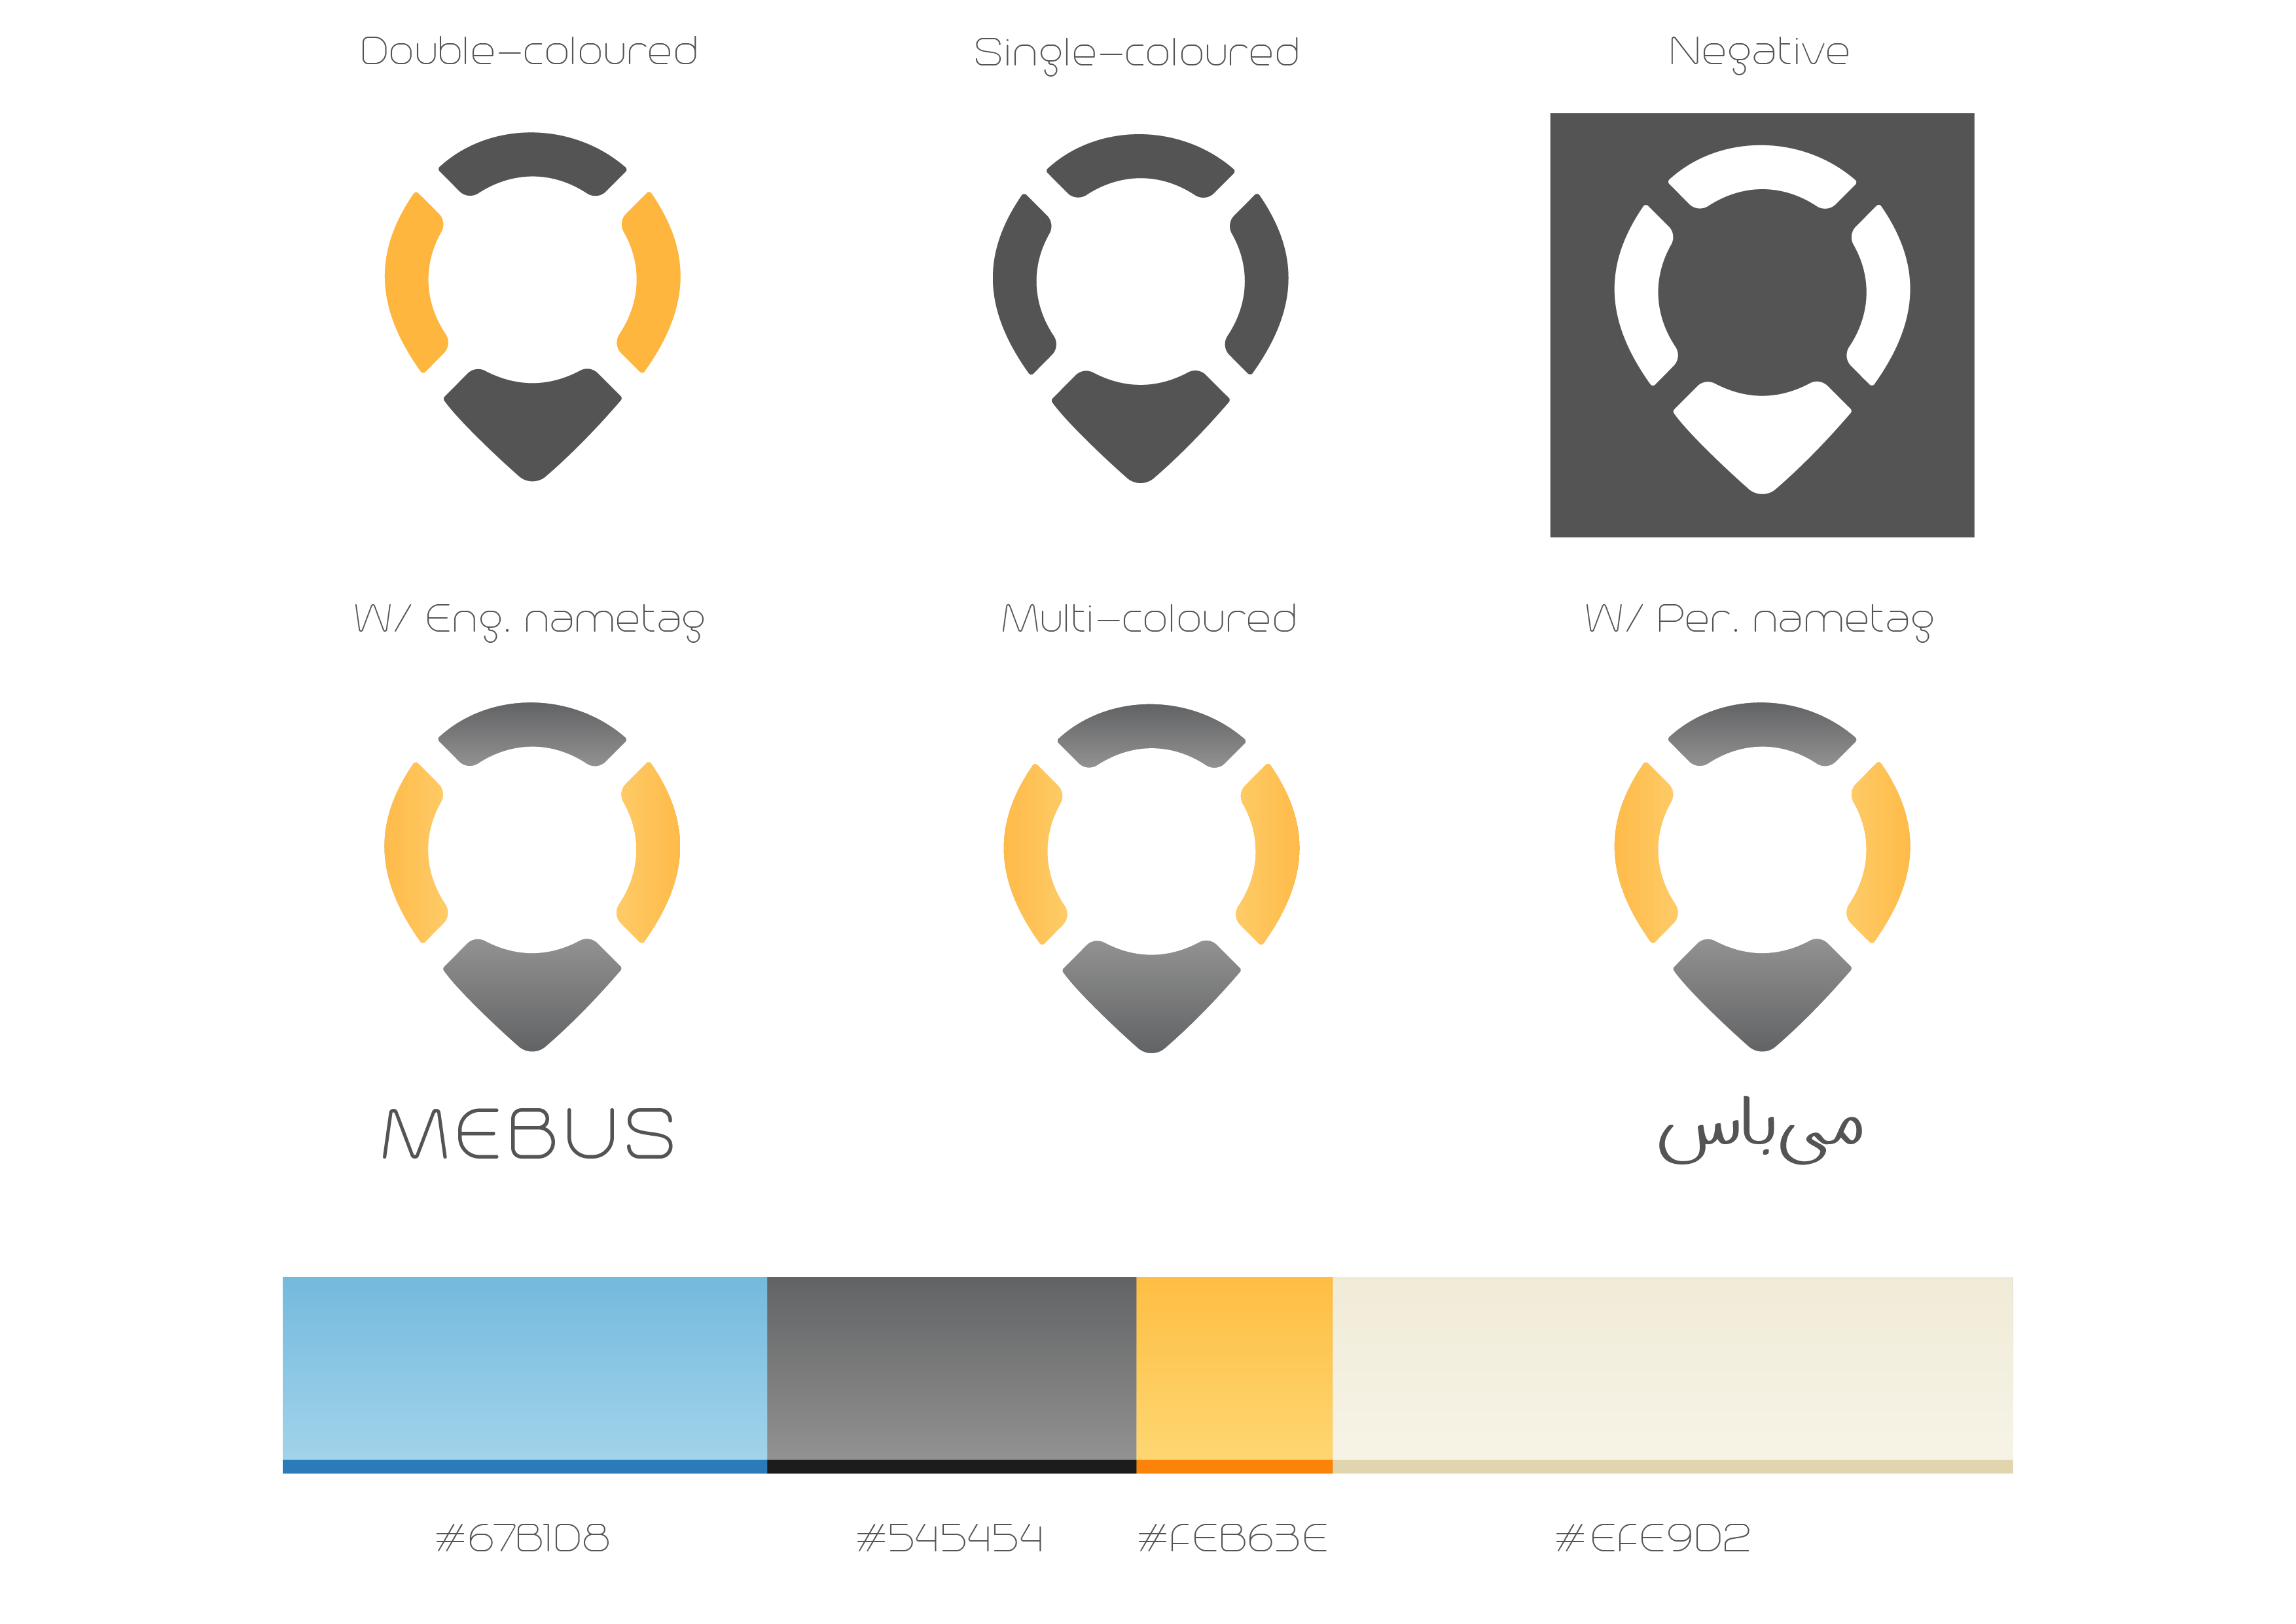 Double-coloured
Single-coloured
Negative
W/ Eng. nametag
Multi-coloured
W/ Per. nametag
MEBUS
می‌باس
#67B1D8
#545454
#FEB63E
#EFE9D2